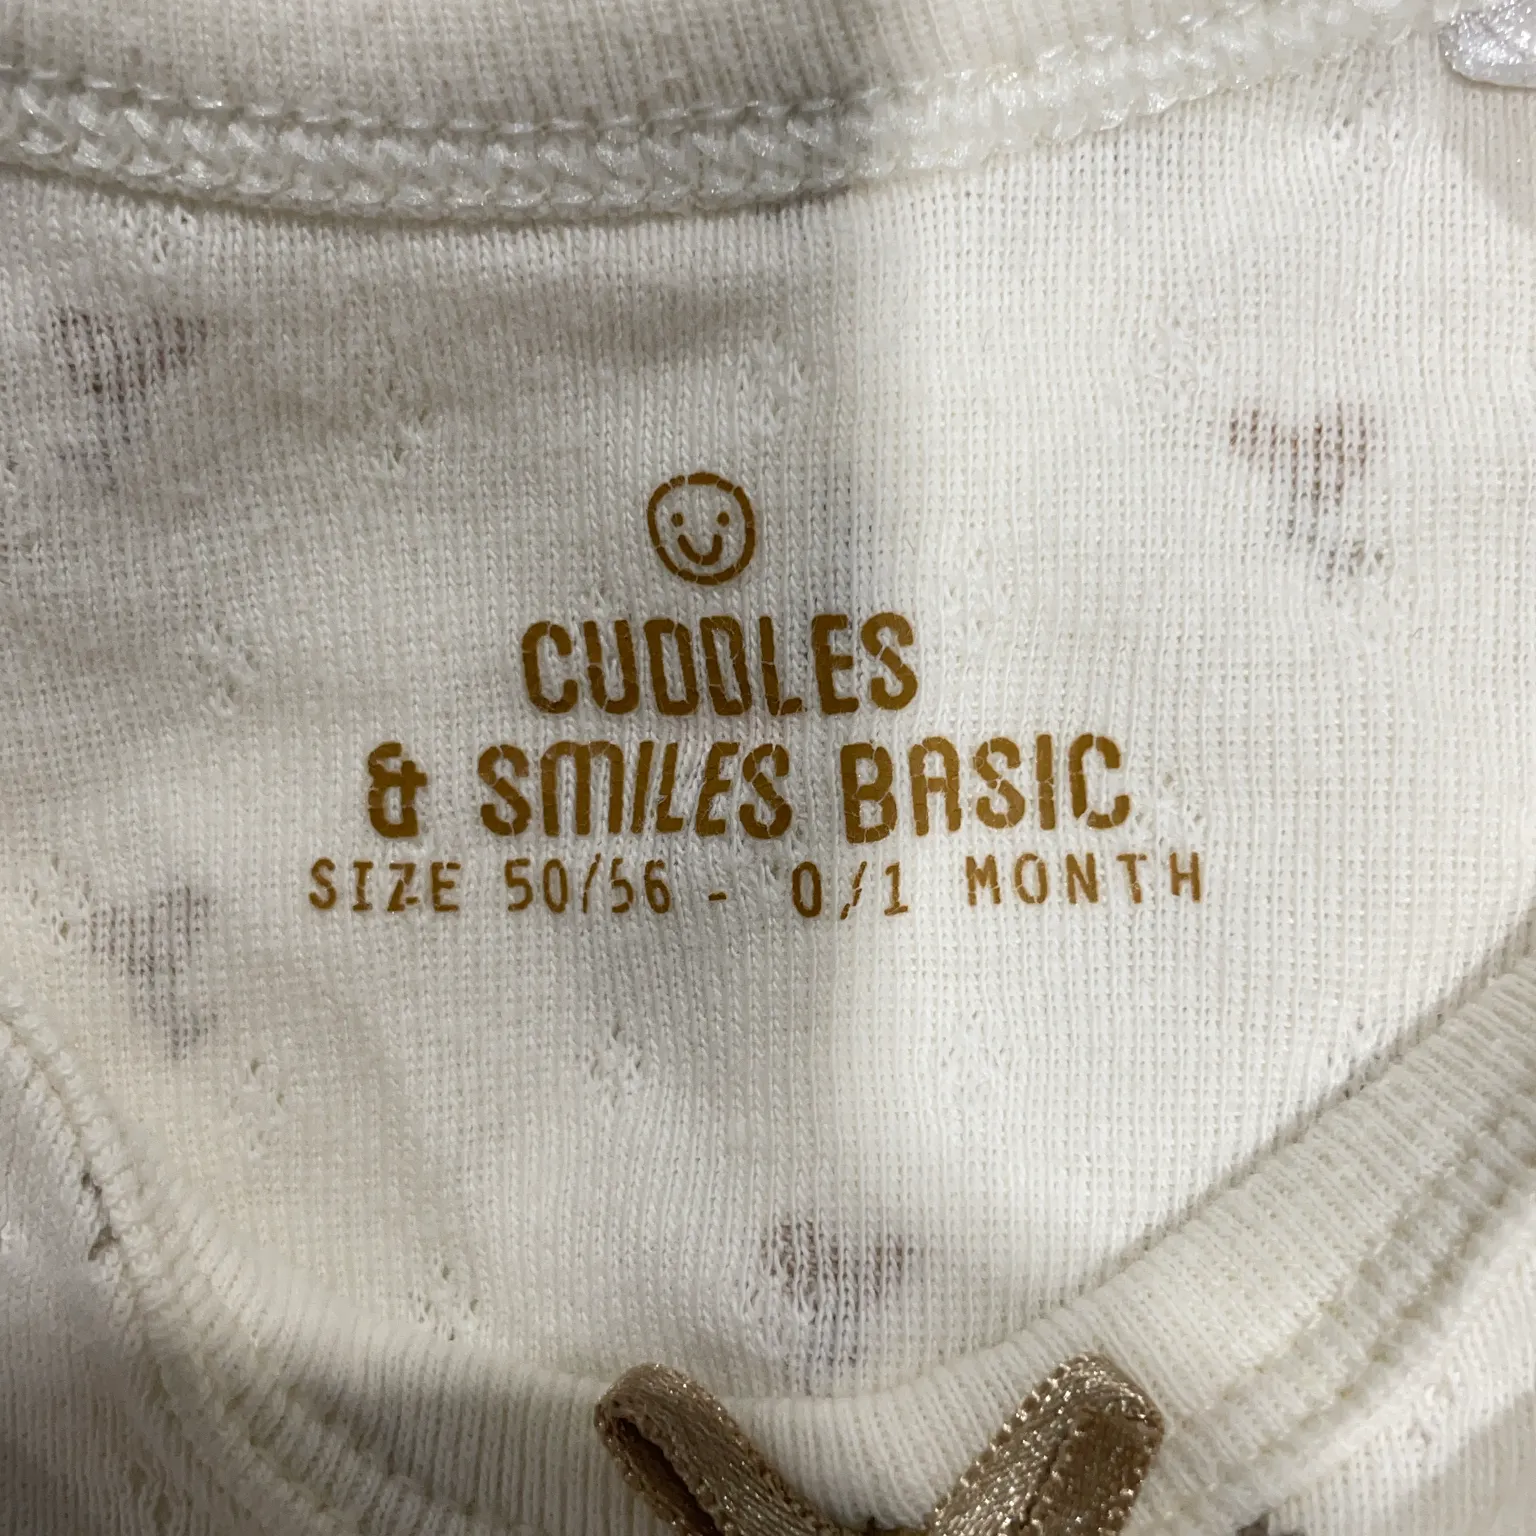 CUDDLES
& SMILES BASIC
SIZE 50/56 - 0/1 MONTH